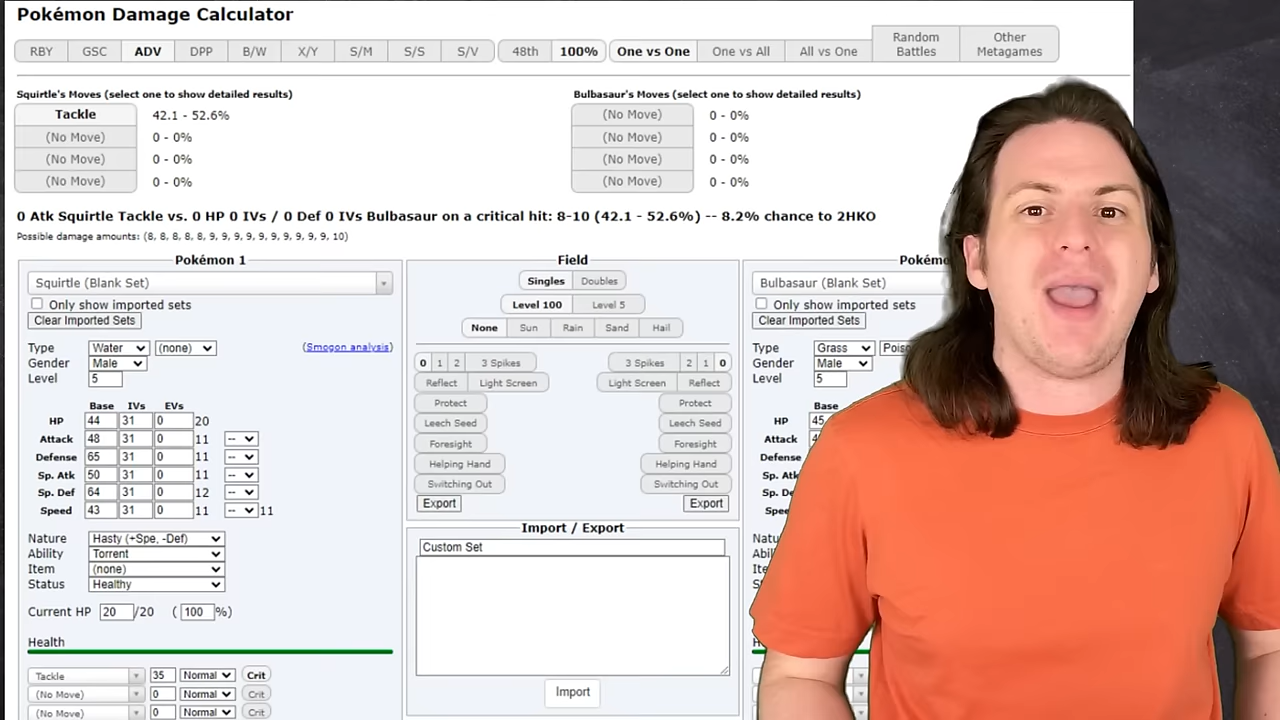 Pokémon Damage Calculator
RBY GSC ADV DPP B/W X/Y S/M S/S S/V 48th 100% One vs One One vs All All vs One Random Battles Other Metagames
Squirtle's Moves (select one to show detailed results) Bulbasaur's Moves (select one to show detailed results)
Tackle 42.1 - 52.6% (No Move) 0 - 0%
(No Move) 0 - 0% (No Move) 0 - 0%
(No Move) 0 - 0% (No Move) 0 - 0%
(No Move) 0 - 0% (No Move) 0 - 0%
0 Atk Squirtle Tackle vs. 0 HP 0 IVs / 0 Def 0 IVs Bulbasaur on a critical hit: 8-10 (42.1 - 52.6%) -- 8.2% chance to 2HKO
Possible damage amounts: (8, 8, 8, 8, 8, 9, 9, 9, 9, 9, 9, 9, 9, 9, 9, 10)
Pokémon 1
Squirtle (Blank Set)
Only show imported sets
Clear Imported Sets
Type Water (none) (Smogon analysis)
Gender Male
Level 5
Base IVs EVs
HP 44 31 0 20
Attack 48 31 0 11 --
Defense 65 31 0 11 --
Sp. Atk 50 31 0 11 --
Sp. Def 64 31 0 12 --
Speed 43 31 0 11 -- 11
Nature Hasty (+Spe, -Def)
Ability Torrent
Item (none)
Status Healthy
Current HP 20 /20 ( 100 %)
Health
Tackle 35 Normal Crit
(No Move) 0 Normal Crit
(No Move) 0 Normal Crit
Field
Singles Doubles
Level 100 Level 5
None Sun Rain Sand Hail
0 1 2 3 Spikes 3 Spikes 2 1 0
Reflect Light Screen Light Screen Reflect
Protect Protect
Leech Seed Leech Seed
Foresight Foresight
Helping Hand Helping Hand
Switching Out Switching Out
Export Export
Import / Export
Custom Set
Import
Bulbasaur (Blank Set)
Only show imported sets
Clear Imported Sets
Type Grass
Gender Male
Level 5
Base
HP 45
Attack
Defense
Sp. Atk